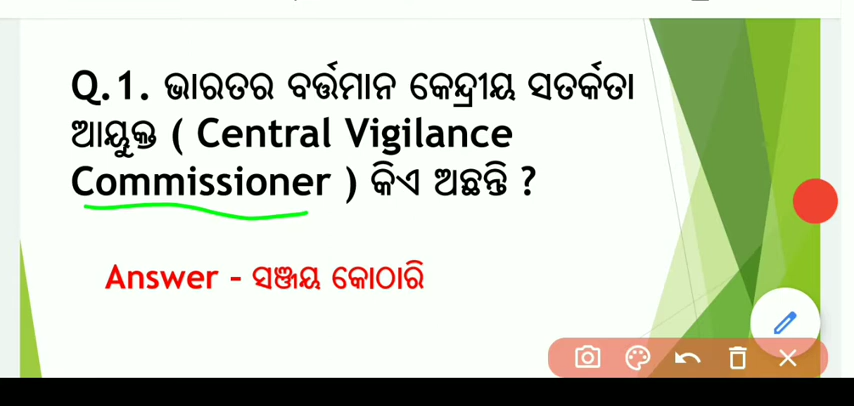 Q.1. ଭାରତର ବର୍ତ୍ତମାନ କେନ୍ଦ୍ରୀୟ ସତର୍କତା
ଆୟୁକ୍ତ ( Central Vigilance
Commissioner ) କିଏ ଅଛନ୍ତି ?
Answer - ସଞ୍ଜୟ କୋଠାରି